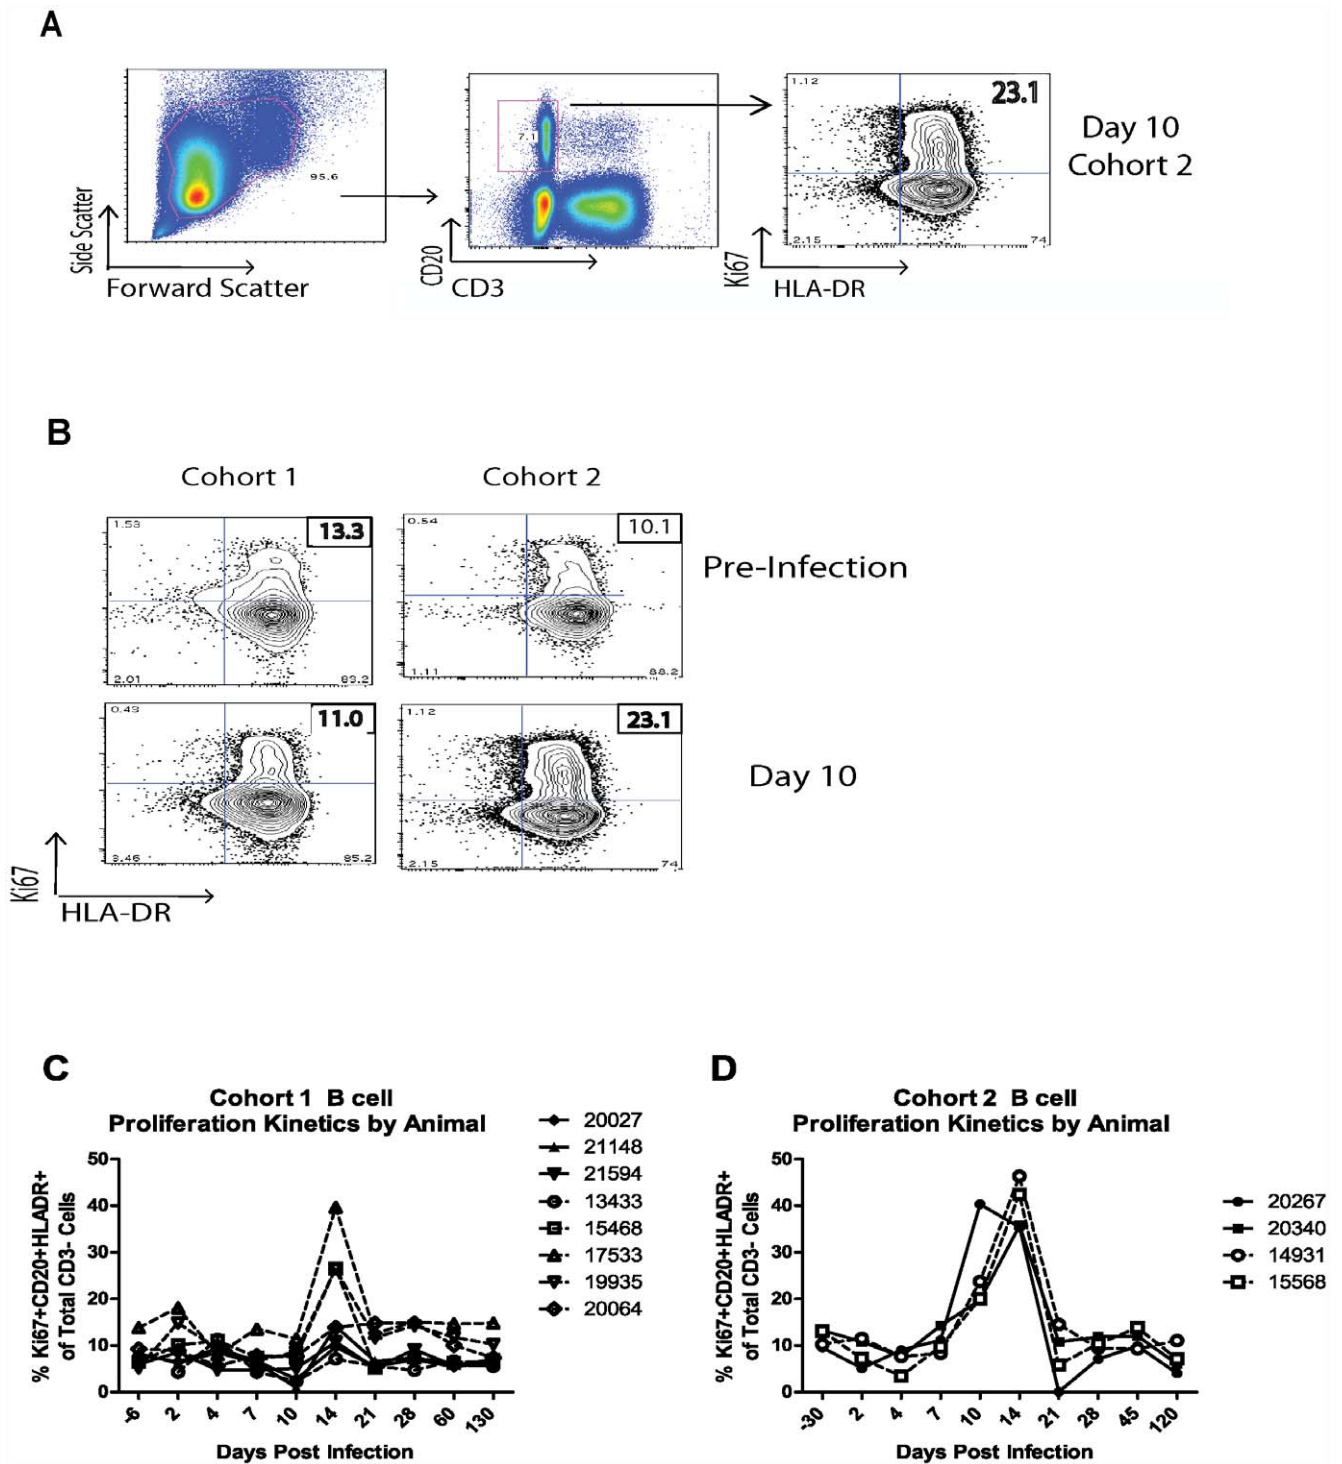 A
Side Scatter
Forward Scatter
95.6
CD20
CD3
7.1
1.12
23.1
2.15
74
Ki67
HLA-DR
Day 10
Cohort 2
B
Cohort 1
Cohort 2
1.53
13.3
2.01
83.2
0.54
10.1
1.11
88.2
Pre-Infection
0.43
11.0
3.46
85.2
1.12
23.1
2.15
74
Day 10
Ki67
HLA-DR
C
Cohort 1 B cell
Proliferation Kinetics by Animal
% Ki67+CD20+HLADR+
of Total CD3- Cells
50
40
30
20
10
0
-6
2
4
7
10
14
21
28
60
130
Days Post Infection
20027
21148
21594
13433
15468
17533
19935
20064
D
Cohort 2 B cell
Proliferation Kinetics by Animal
% Ki67+CD20+HLADR+
of Total CD3- Cells
50
40
30
20
10
0
-30
2
4
7
10
14
21
28
45
120
Days Post Infection
20267
20340
14931
15568